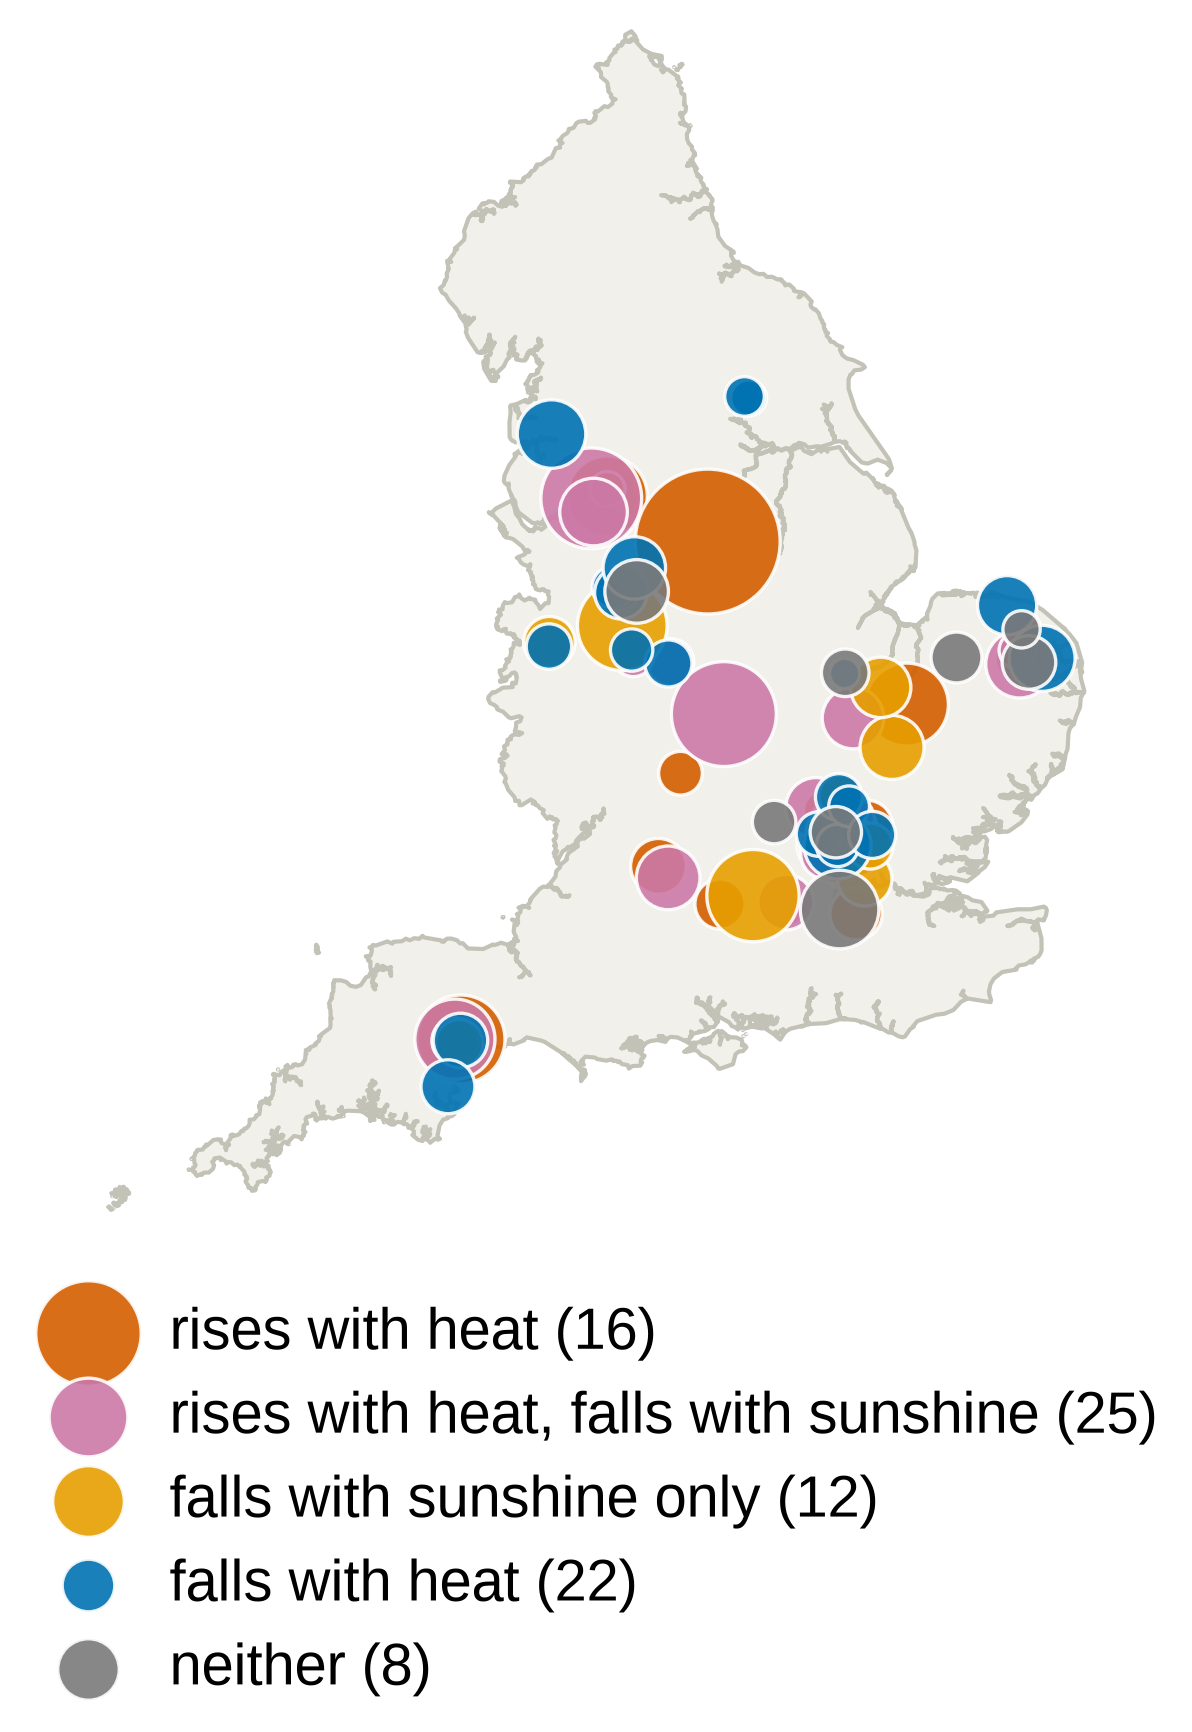 rises with heat (16)
rises with heat, falls with sunshine (25)
falls with sunshine only (12)
falls with heat (22)
neither (8)